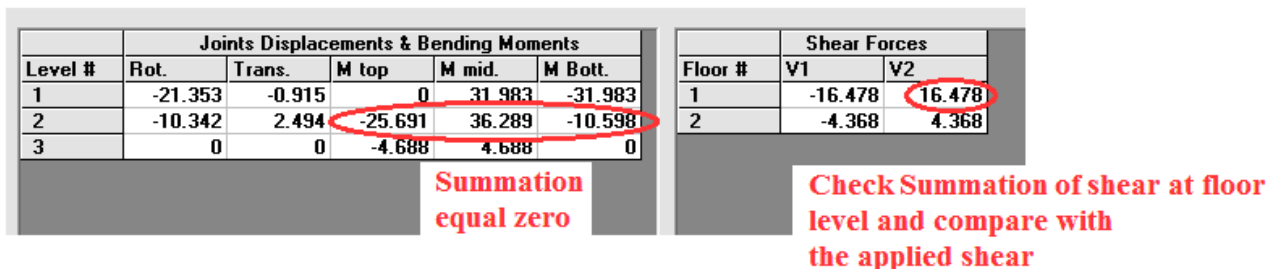 Joints Displacements & Bending Moments
Level # Rot. Trans. M top M mid. M Bott.
1 -21.353 -0.915 0 31.983 -31.983
2 -10.342 2.494 -25.691 36.289 -10.598
3 0 0 -4.688 4.688 0
Summation
equal zero
Shear Forces
Floor # V1 V2
1 -16.478 16.478
2 -4.368 4.368
Check Summation of shear at floor
level and compare with
the applied shear